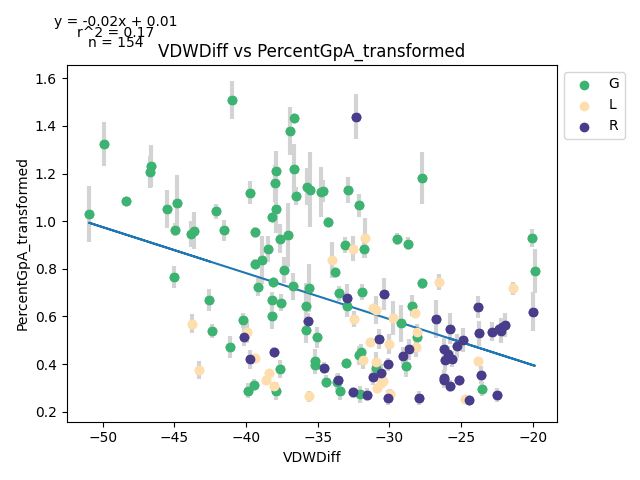 y = -0.02x + 0.01
r^2 = 0.17
n = 154
VDWDiff vs PercentGpA_transformed
G
L
R
PercentGpA_transformed
1.6
1.4
1.2
1.0
0.8
0.6
0.4
0.2
−50
−45
−40
−35
−30
−25
−20
VDWDiff